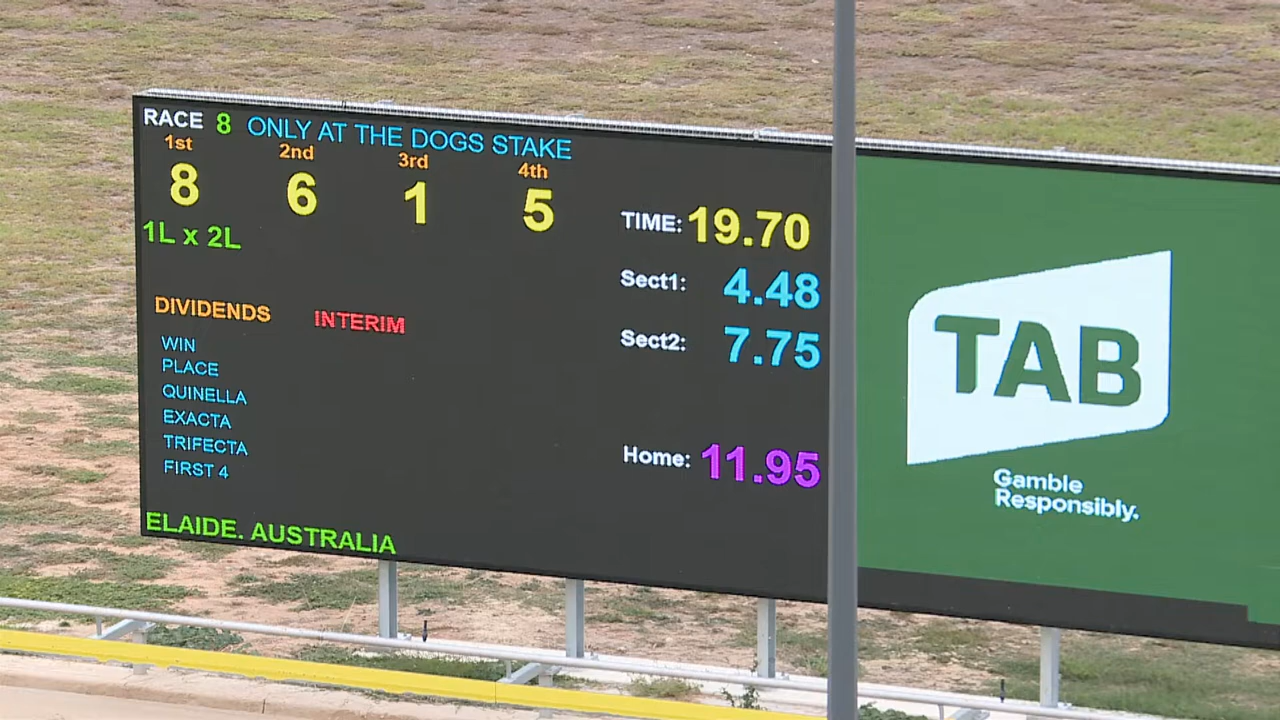 RACE 8 ONLY AT THE DOGS STAKE
1st 2nd 3rd 4th
8 6 1 5
1L x 2L
TIME: 19.70
Sect1: 4.48
Sect2: 7.75
Home: 11.95
DIVIDENDS INTERIM
WIN
PLACE
QUINELLA
EXACTA
TRIFECTA
FIRST 4
ELAIDE. AUSTRALIA
TAB
Gamble
Responsibly.